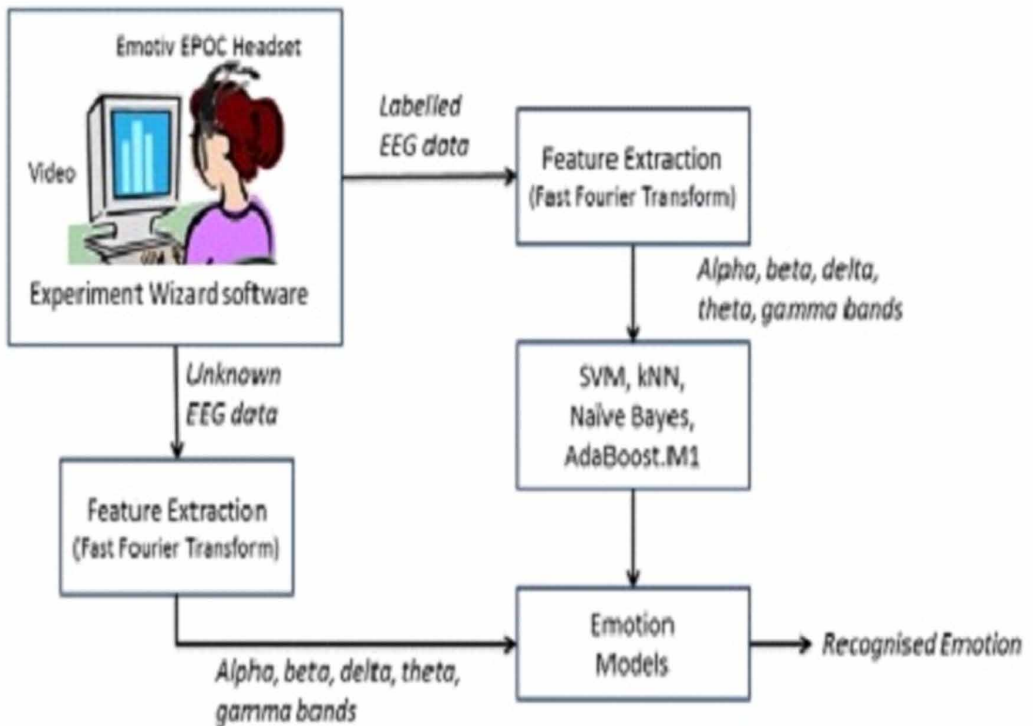 Emotiv EPOC Headset
Video
Experiment Wizard software
Labelled
EEG data
Feature Extraction
(Fast Fourier Transform)
Alpha, beta, delta,
theta, gamma bands
SVM, kNN,
Naïve Bayes,
AdaBoost.M1
Unknown
EEG data
Feature Extraction
(Fast Fourier Transform)
Alpha, beta, delta, theta,
gamma bands
Emotion
Models
Recognised Emotion